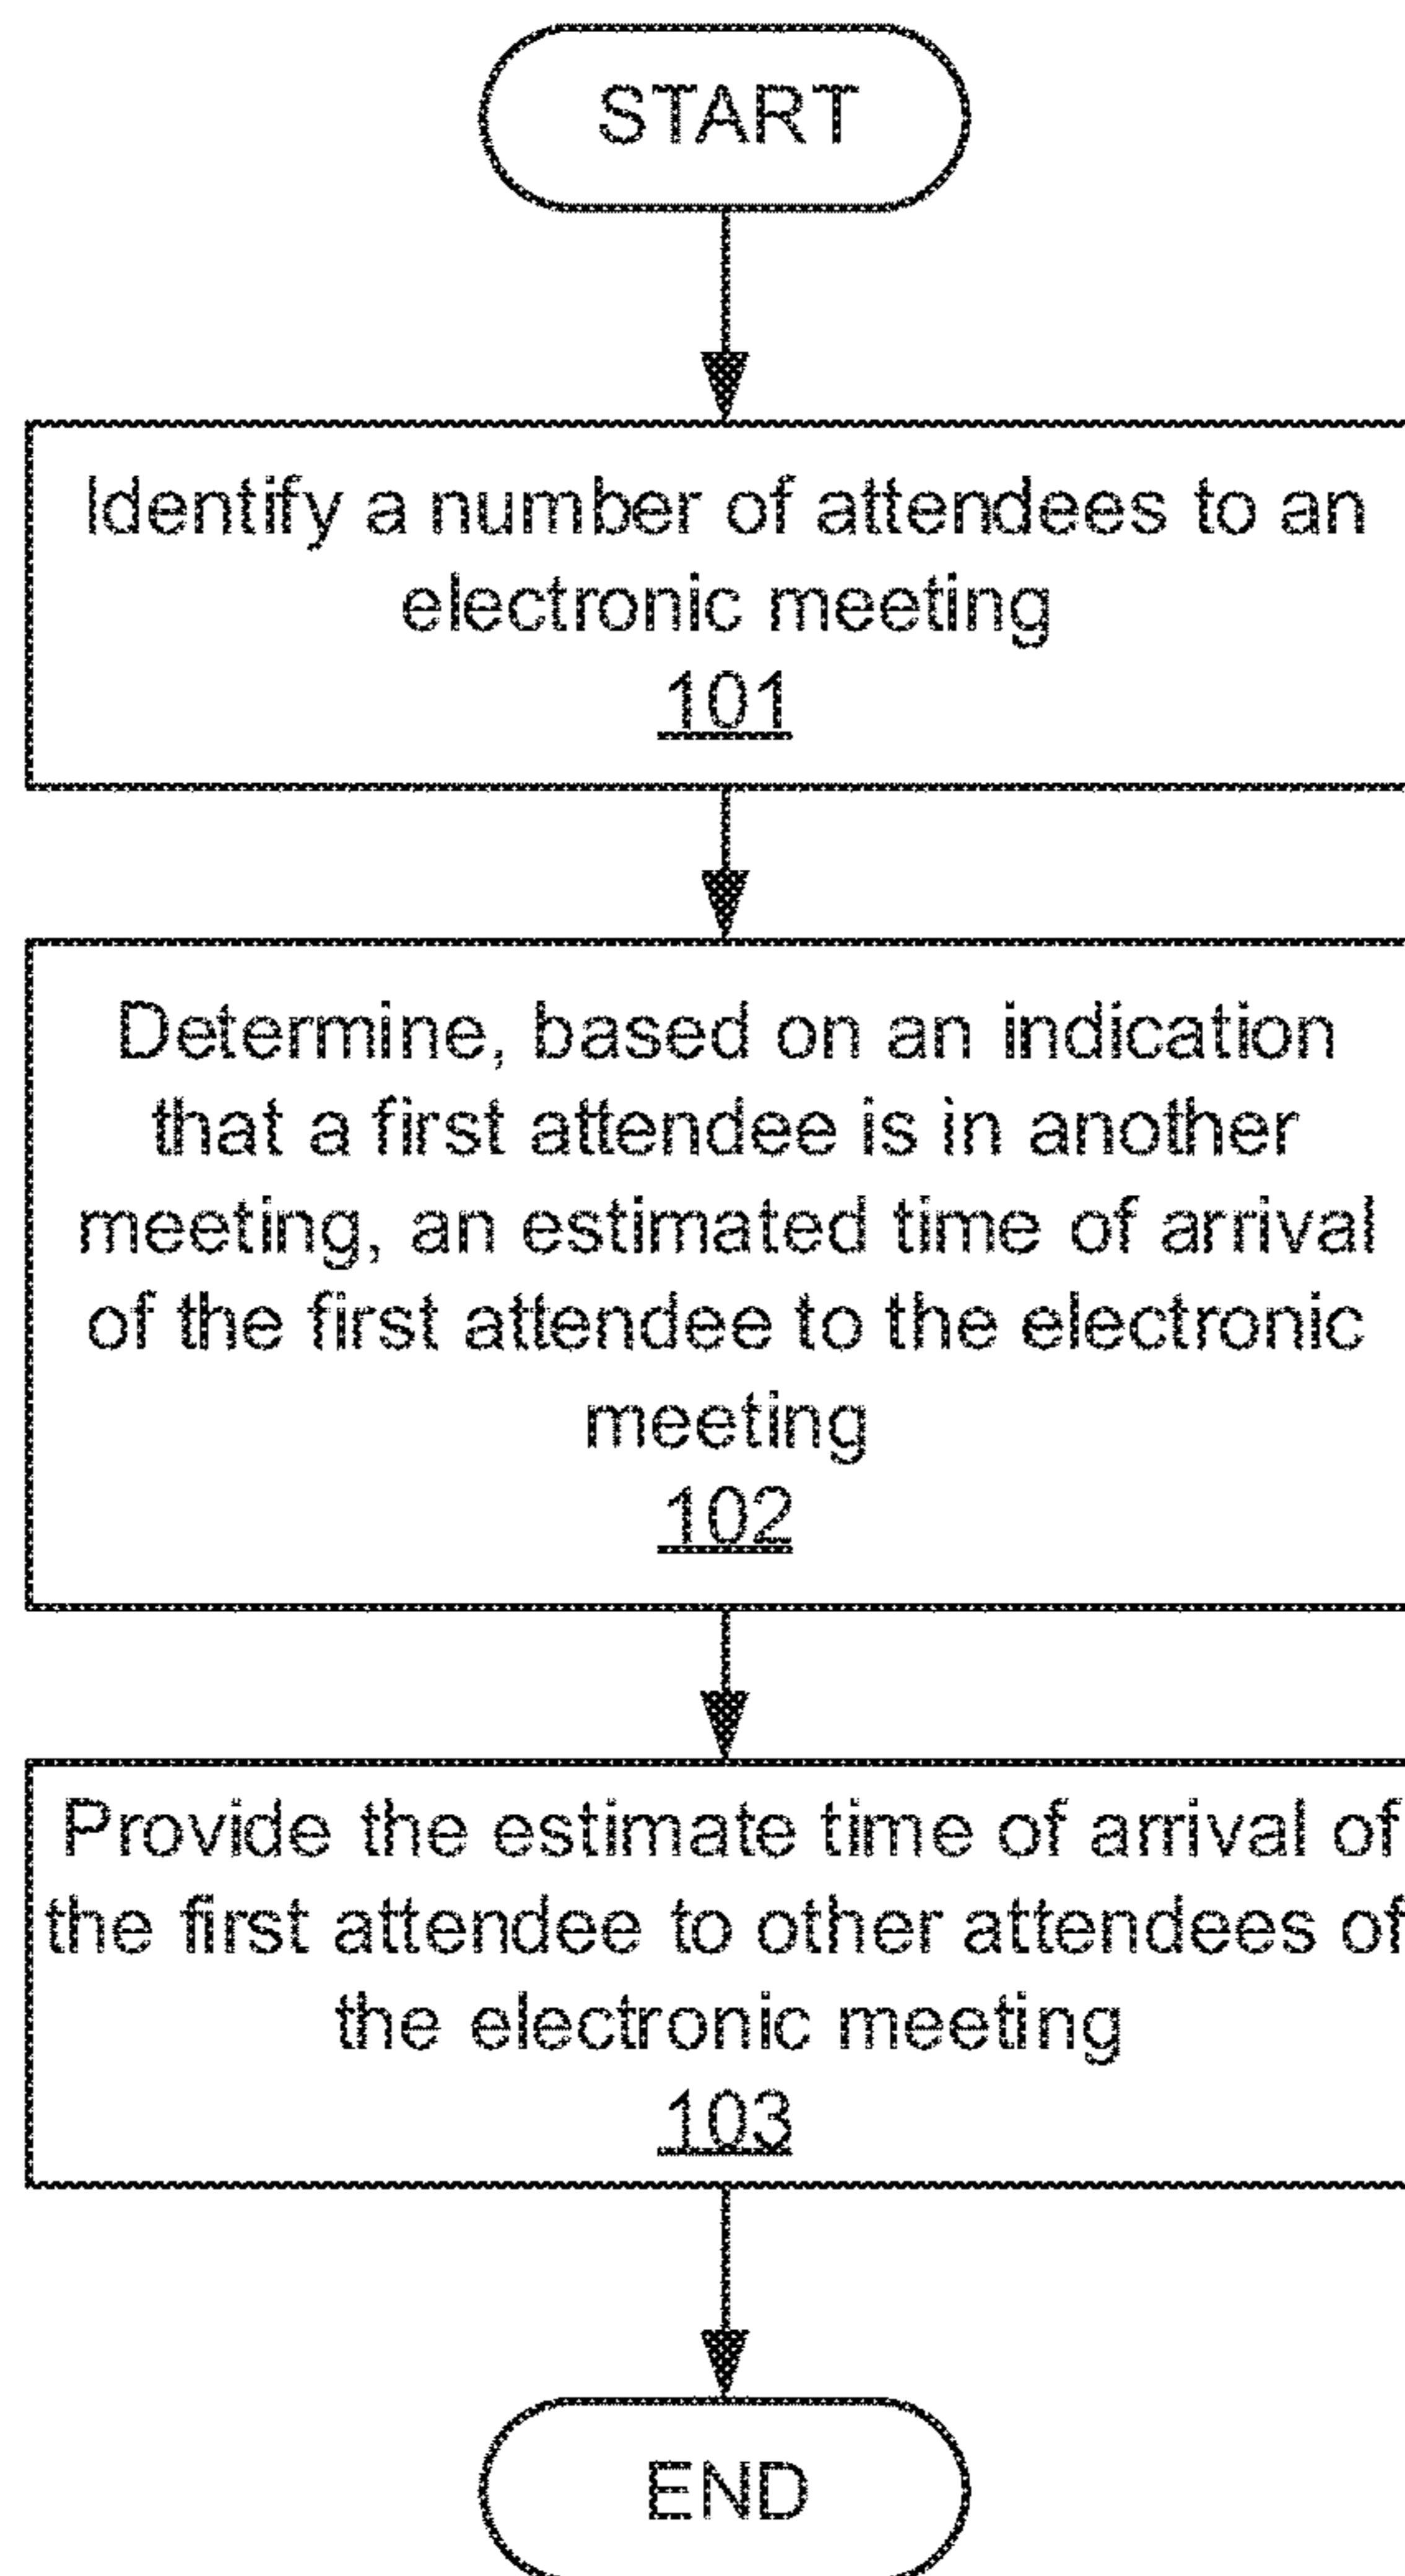 START
Identify a number of attendees to an
electronic meeting
101
Determine, based on an indication
that a first attendee is in another
meeting, an estimated time of arrival
of the first attendee to the electronic
meeting
102
Provide the estimate time of arrival of
the first attendee to other attendees of
the electronic meeting
103
END